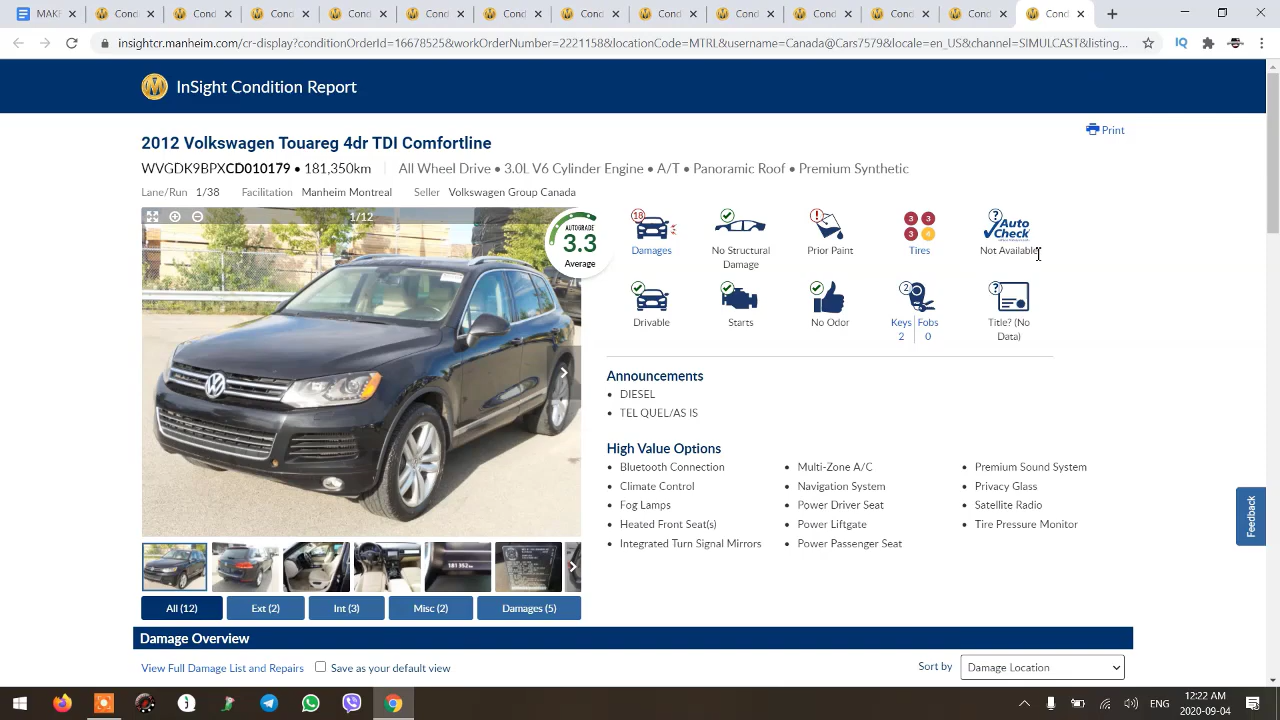 MAK
Cond
Cond
Cond
Cond
Cond
Cond
Cond
Cond
Cond
Cond
Cond
Cond
Cond
insightcr.com/cr-display?conditionOrderId=16678525&workOrderNumber=2221158&locationCode=MTRL&username=Canada@Cars7579&locale=en_US&channel=SIMULCAST&listing...
IQ
InSight Condition Report
Print
2012 Volkswagen Touareg 4dr TDI Comfortline
WVGDK9BPXCD010179 • 181,350km All Wheel Drive • 3.0L V6 Cylinder Engine • A/T • Panoramic Roof • Premium Synthetic
Lane/Run 1/38 Facilitation Manheim Montreal Seller Volkswagen Group Canada
1/12
AUTOGRADE
3.3
Average
18
Damages
No Structural
Damage
Prior Paint
3 3
3 4
Tires
Auto
Check
Not Available
Drivable
Starts
No Odor
2
Keys Fobs
2 0
Title? (No
Data)
Announcements
• DIESEL
• TEL QUEL/AS IS
High Value Options
• Bluetooth Connection
• Climate Control
• Fog Lamps
• Heated Front Seat(s)
• Integrated Turn Signal Mirrors
• Multi-Zone A/C
• Navigation System
• Power Driver Seat
• Power Liftgate
• Power Passenger Seat
• Premium Sound System
• Privacy Glass
• Satellite Radio
• Tire Pressure Monitor
Feedback
181 352
All (12)
Ext (2)
Int (3)
Misc (2)
Damages (5)
Damage Overview
View Full Damage List and Repairs
Save as your default view
Sort by
Damage Location
ENG
12:22 AM
2020-09-04